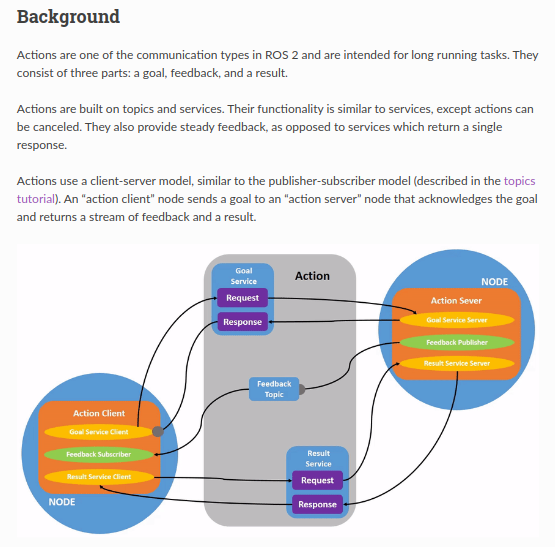 Background
Actions are one of the communication types in ROS 2 and are intended for long running tasks. They
consist of three parts: a goal, feedback, and a result.
Actions are built on topics and services. Their functionality is similar to services, except actions can
be canceled. They also provide steady feedback, as opposed to services which return a single
response.
Actions use a client-server model, similar to the publisher-subscriber model (described in the topics
tutorial). An “action client” node sends a goal to an “action server” node that acknowledges the goal
and returns a stream of feedback and a result.
Goal
Service
Request
Response
Action
NODE
Action Sever
Goal Service Server
Feedback Publisher
Result Service Server
Feedback
Topic
Action Client
Goal Service Client
Feedback Subscriber
Result Service Client
NODE
Result
Service
Request
Response